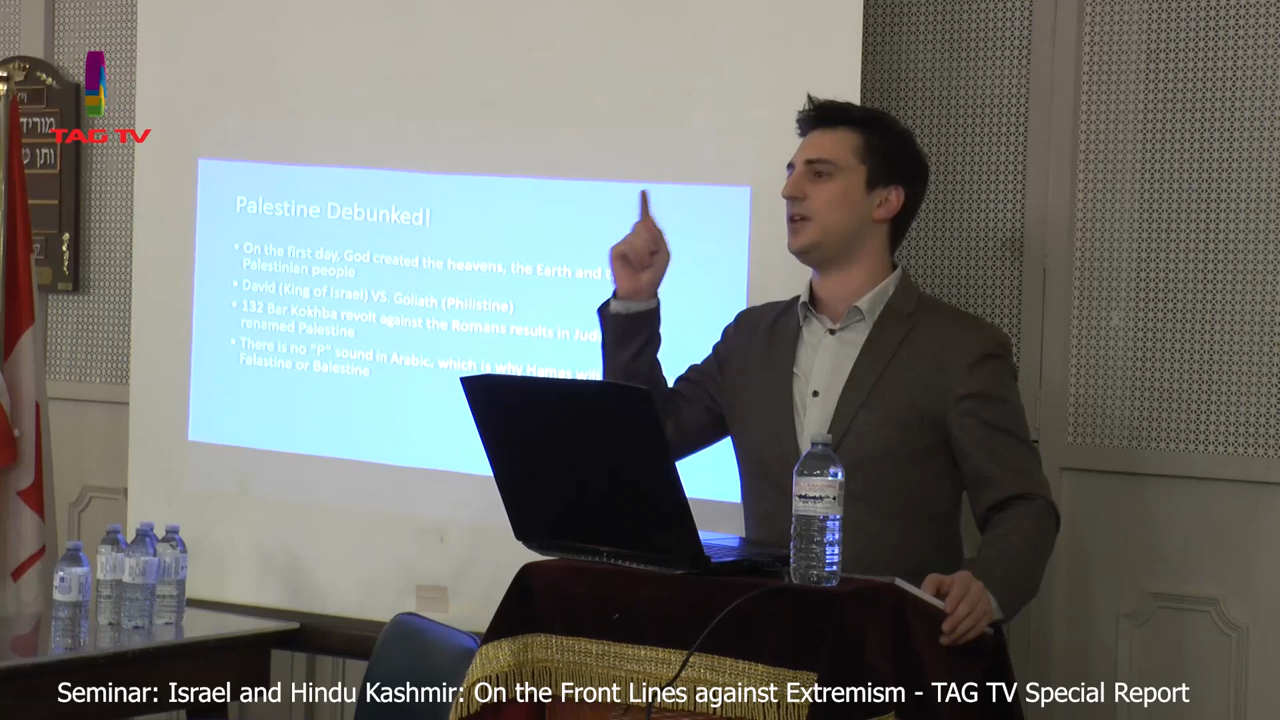 מוריד
ותן ט
TAG TV
Palestine Debunked!
• On the first day, God created the heavens, the Earth and
Palestinian people
• David (King of Israel) VS. Goliath (Philistine)
• 132 Bar Kokhba revolt against the Romans results in Jud
renamed Palestine
• There is no "P" sound in Arabic, which is why Hamas will
Falastine or Balestine
Seminar: Israel and Hindu Kashmir: On the Front Lines against Extremism - TAG TV Special Report